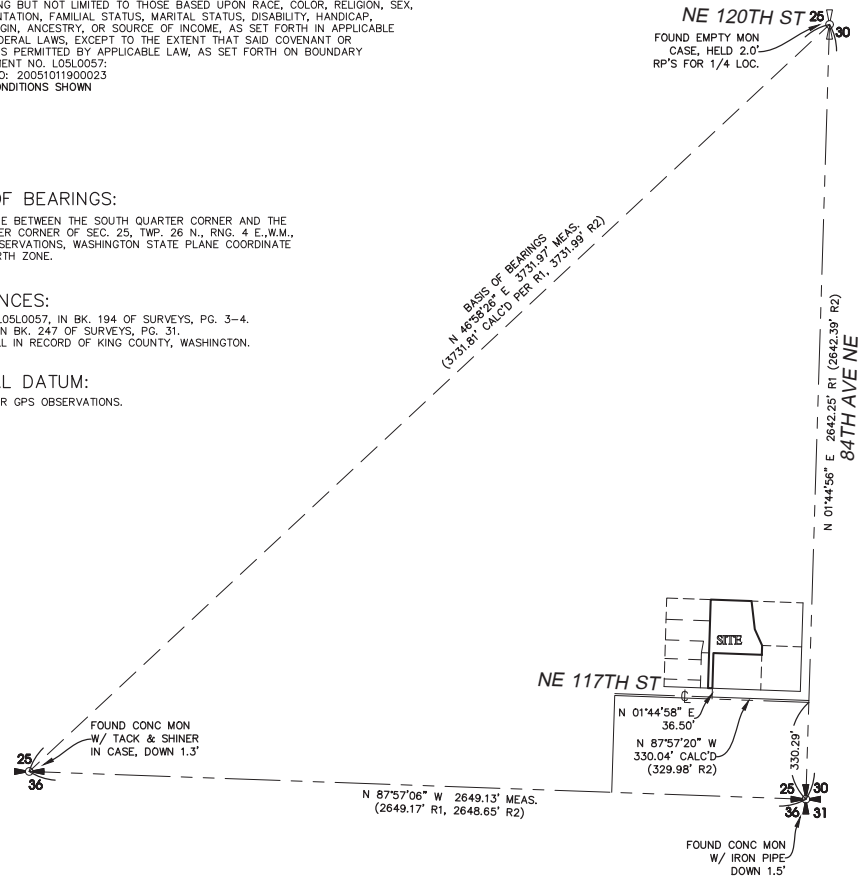 NG BUT NOT LIMITED TO THOSE BASED UPON RACE, COLOR, RELIGION, SEX,
NTATION, FAMILIAL STATUS, MARITAL STATUS, DISABILITY, HANDICAP,
GIN, ANCESTRY, OR SOURCE OF INCOME, AS SET FORTH IN APPLICABLE
DERAL LAWS, EXCEPT TO THE EXTENT THAT SAID COVENANT OR
S PERMITTED BY APPLICABLE LAW, AS SET FORTH ON BOUNDARY
MENT NO. L05L0057:
O: 20051011900023
ONDITIONS SHOWN
OF BEARINGS:
E BETWEEN THE SOUTH QUARTER CORNER AND THE
ER CORNER OF SEC. 25, TWP. 26 N., RNG. 4 E.,W.M.,
SERVATIONS, WASHINGTON STATE PLANE COORDINATE
RTH ZONE.
NCES:
L05L0057, IN BK. 194 OF SURVEYS, PG. 3-4.
N BK. 247 OF SURVEYS, PG. 31.
LL IN RECORD OF KING COUNTY, WASHINGTON.
L DATUM:
R GPS OBSERVATIONS.
NE 120TH ST
25
30
FOUND EMPTY MON
CASE, HELD 2.0'
RP'S FOR 1/4 LOC.
BASIS OF BEARINGS
N 46°58'26" E 3731.97' MEAS.
(3731.81' CALC'D PER R1, 3731.99' R2)
N 01°44'56" E 2642.25' R1 (2642.39' R2)
84TH AVE NE
SITE
NE 117TH ST
℄
N 01°44'58" E
36.50'
N 87°57'20" W
330.04' CALC'D
(329.98' R2)
330.29'
FOUND CONC MON
W/ TACK & SHINER
IN CASE, DOWN 1.3'
25
36
N 87°57'06" W 2649.13' MEAS.
(2649.17' R1, 2648.65' R2)
25 30
36 31
FOUND CONC MON
W/ IRON PIPE
DOWN 1.5'